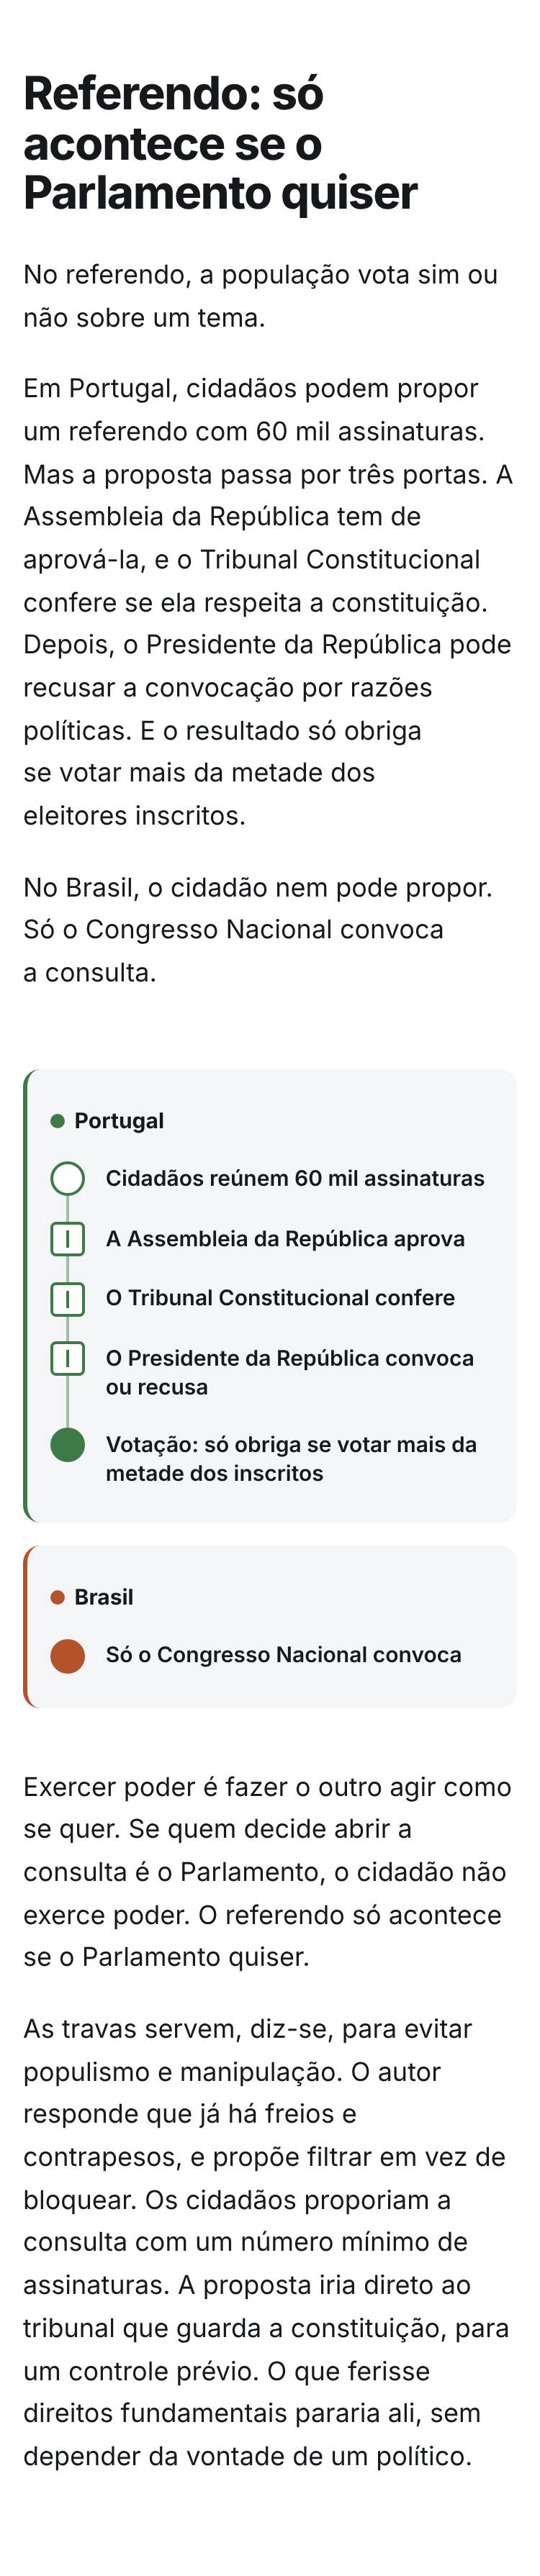 Referendo: só
acontece se o
Parlamento quiser
No referendo, a população vota sim ou
não sobre um tema.
Em Portugal, cidadãos podem propor
um referendo com 60 mil assinaturas.
Mas a proposta passa por três portas. A
Assembleia da República tem de
aprová-la, e o Tribunal Constitucional
confere se ela respeita a constituição.
Depois, o Presidente da República pode
recusar a convocação por razões
políticas. E o resultado só obriga
se votar mais da metade dos
eleitores inscritos.
No Brasil, o cidadão nem pode propor.
Só o Congresso Nacional convoca
a consulta.
Portugal
Cidadãos reúnem 60 mil assinaturas
A Assembleia da República aprova
O Tribunal Constitucional confere
O Presidente da República convoca
ou recusa
Votação: só obriga se votar mais da
metade dos inscritos
Brasil
Só o Congresso Nacional convoca
Exercer poder é fazer o outro agir como
se quer. Se quem decide abrir a
consulta é o Parlamento, o cidadão não
exerce poder. O referendo só acontece
se o Parlamento quiser.
As travas servem, diz-se, para evitar
populismo e manipulação. O autor
responde que já há freios e
contrapesos, e propõe filtrar em vez de
bloquear. Os cidadãos proporiam a
consulta com um número mínimo de
assinaturas. A proposta iria direto ao
tribunal que guarda a constituição, para
um controle prévio. O que ferisse
direitos fundamentais pararia ali, sem
depender da vontade de um político.